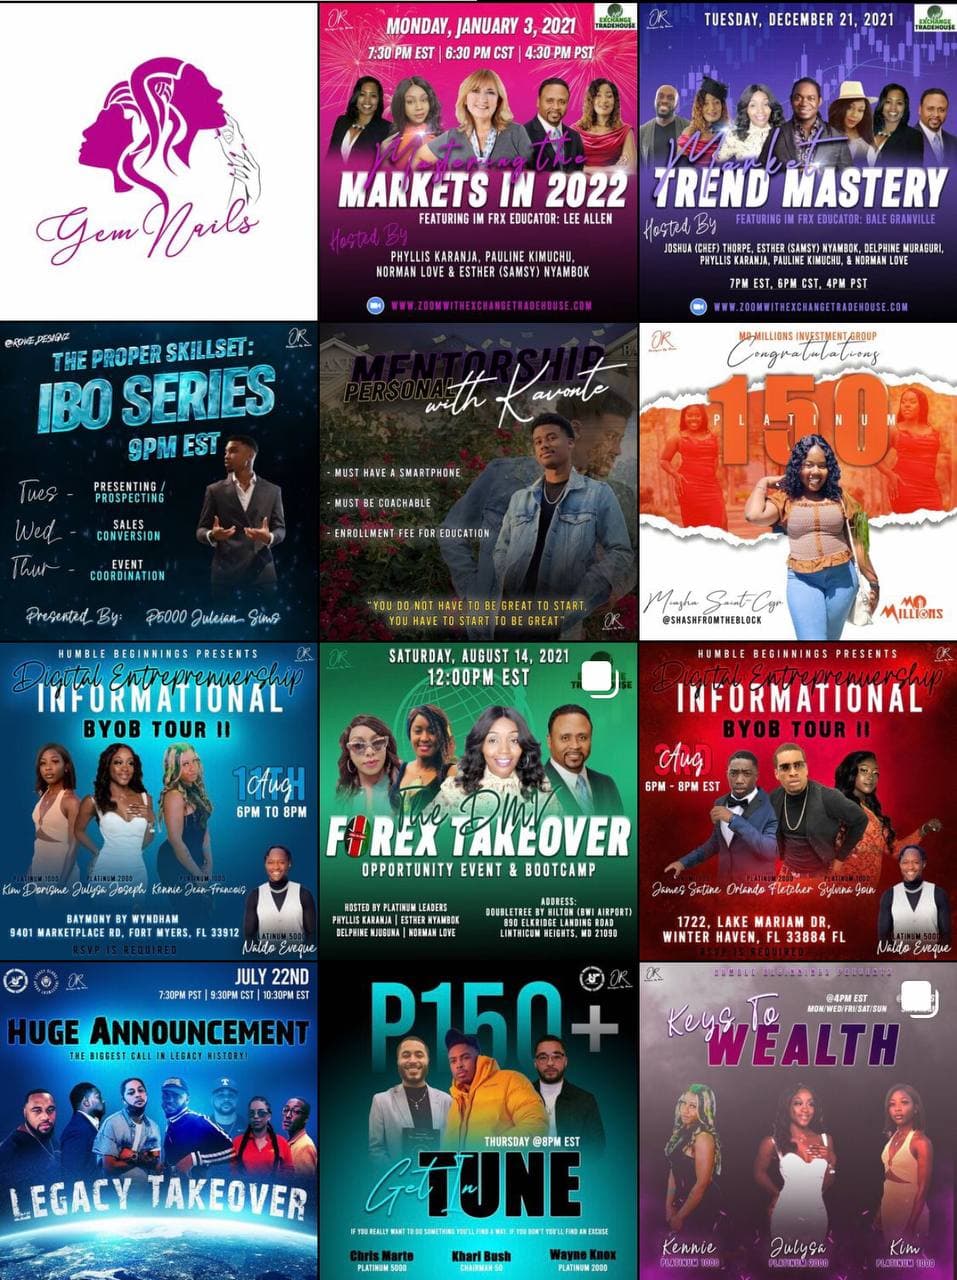 Gem Nails
OR
EXCHANGE
TRADEHOUSE
MONDAY, JANUARY 3, 2021
7:30 PM EST | 6:30 PM CST | 4:30 PM PST
Mastering the
MARKETS IN 2022
FEATURING IM FRX EDUCATOR: LEE ALLEN
Hosted By
PHYLLIS KARANJA, PAULINE KIMUCHU,
NORMAN LOVE & ESTHER (SAMSY) NYAMBOK
WWW.ZOOMWITHEXCHANGETRADEHOUSE.COM
OR
EXCHANGE
TRADEHOUSE
TUESDAY, DECEMBER 21, 2021
Market
TREND MASTERY
FEATURING IM FRX EDUCATOR: BALE GRANVILLE
Hosted By
JOSHUA (CHEF) THORPE, ESTHER (SAMSY) NYAMBOK, DELPHINE MURAGURI,
PHYLLIS KARANJA, PAULINE KIMUCHU, & NORMAN LOVE
7PM EST, 6PM CST, 4PM PST
WWW.ZOOMWITHEXCHANGETRADEHOUSE.COM
@ROWE_DESIGNZ
OR
THE PROPER SKILLSET:
IBO SERIES
9PM EST
Tues - PRESENTING /
PROSPECTING
Wed - SALES
CONVERSION
Thur - EVENT
COORDINATION
Presented By: P5000 Juleian Sims
MENTORSHIP
PERSONAL
with Kavonte
- MUST HAVE A SMARTPHONE
- MUST BE COACHABLE
- ENROLLMENT FEE FOR EDUCATION
"YOU DO NOT HAVE TO BE GREAT TO START,
YOU HAVE TO START TO BE GREAT"
OR
OR
MO MILLIONS INVESTMENT GROUP
Congratulations
150
PLATINUM
Miusha Saint-Cyr
@SHASHFROMTHEBLOCK
MO
MILLIONS
HUMBLE BEGINNINGS PRESENTS
OR
Digital Entreprenuership
INFORMATIONAL
BYOB TOUR II
11TH
Aug
6PM TO 8PM
PLATINUM 1000
PLATINUM 2000
PLATINUM 1000
Kim Dorisme Julysa Joseph Kennie Jean-Francois
BAYMONY BY WYNDHAM
9401 MARKETPLACE RD, FORT MYERS, FL 33912
RSVP IS REQUIRED
PLATINUM 5000
Naldo Eveque
OR
SATURDAY, AUGUST 14, 2021
12:00PM EST
The DMV
FOREX TAKEOVER
OPPORTUNITY EVENT & BOOTCAMP
HOSTED BY PLATINUM LEADERS
PHYLLIS KARANJA | ESTHER NYAMBOK
DELPHINE NJUGUNA | NORMAN LOVE
ADDRESS:
DOUBLETREE BY HILTON (BWI AIRPORT)
890 ELKRIDGE LANDING ROAD
LINTHICUM HEIGHTS, MD 21090
HUMBLE BEGINNINGS PRESENTS
OR
Digital Entreprenuership
INFORMATIONAL
BYOB TOUR II
3RD
Aug
6PM - 8PM EST
PLATINUM 2000
PLATINUM 1000
James Satine Orlando Fletcher Sylvina Join
1722, LAKE MARIAM DR,
WINTER HAVEN, FL 33884 FL
RSVP IS REQUIRED
PLATINUM 5000
Naldo Eveque
OR
JULY 22ND
7:30PM PST | 9:30PM CST | 10:30PM EST
HUGE ANNOUNCEMENT
THE BIGGEST CALL IN LEGACY HISTORY!
LEGACY TAKEOVER
OR
P150+
THURSDAY @8PM EST
Get In
TUNE
IF YOU REALLY WANT TO DO SOMETHING YOU'LL FIND A WAY. IF YOU DON'T YOU'LL FIND AN EXCUSE
Chris Marte
PLATINUM 5000
Kharl Bush
CHAIRMAN 50
Wayne Knox
PLATINUM 2000
OR
HUMBLE BEGINNINGS PRESENTS
@4PM EST
MON/WED/FRI/SAT/SUN
Keys To
WEALTH
Kennie
PLATINUM 1000
Julysa
PLATINUM 2000
Kim
PLATINUM 1000